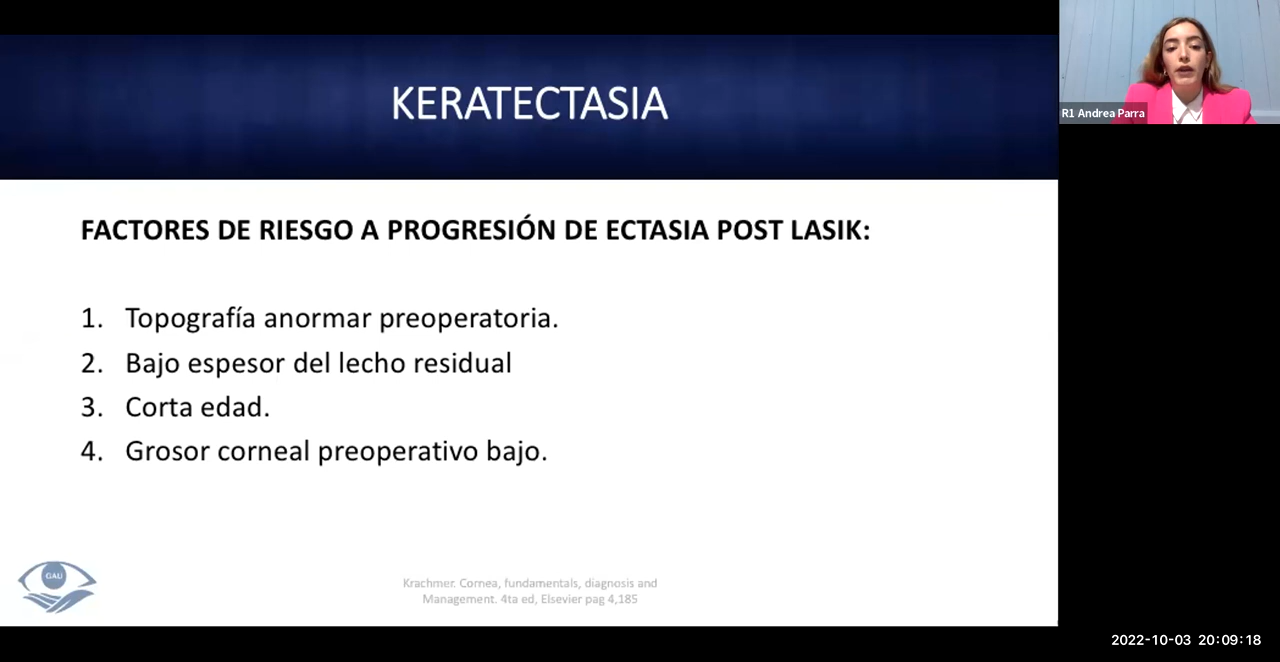 KERATECTASIA
R1 Andrea Parra
FACTORES DE RIESGO A PROGRESIÓN DE ECTASIA POST LASIK:
1. Topografía anormar preoperatoria.
2. Bajo espesor del lecho residual
3. Corta edad.
4. Grosor corneal preoperativo bajo.
GAU
Krachmer. Cornea, fundamentals, diagnosis and
Management. 4ta ed, Elsevier pag 4,185
2022-10-03 20:09:18